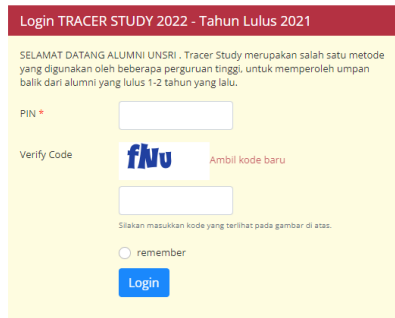 Login TRACER STUDY 2022 - Tahun Lulus 2021
SELAMAT DATANG ALUMNI UNSRI . Tracer Study merupakan salah satu metode
yang digunakan oleh beberapa perguruan tinggi, untuk memperoleh umpan
balik dari alumni yang lulus 1-2 tahun yang lalu.
PIN *
Verify Code
fNu
Ambil kode baru
Silakan masukkan kode yang terlihat pada gambar di atas.
remember
Login